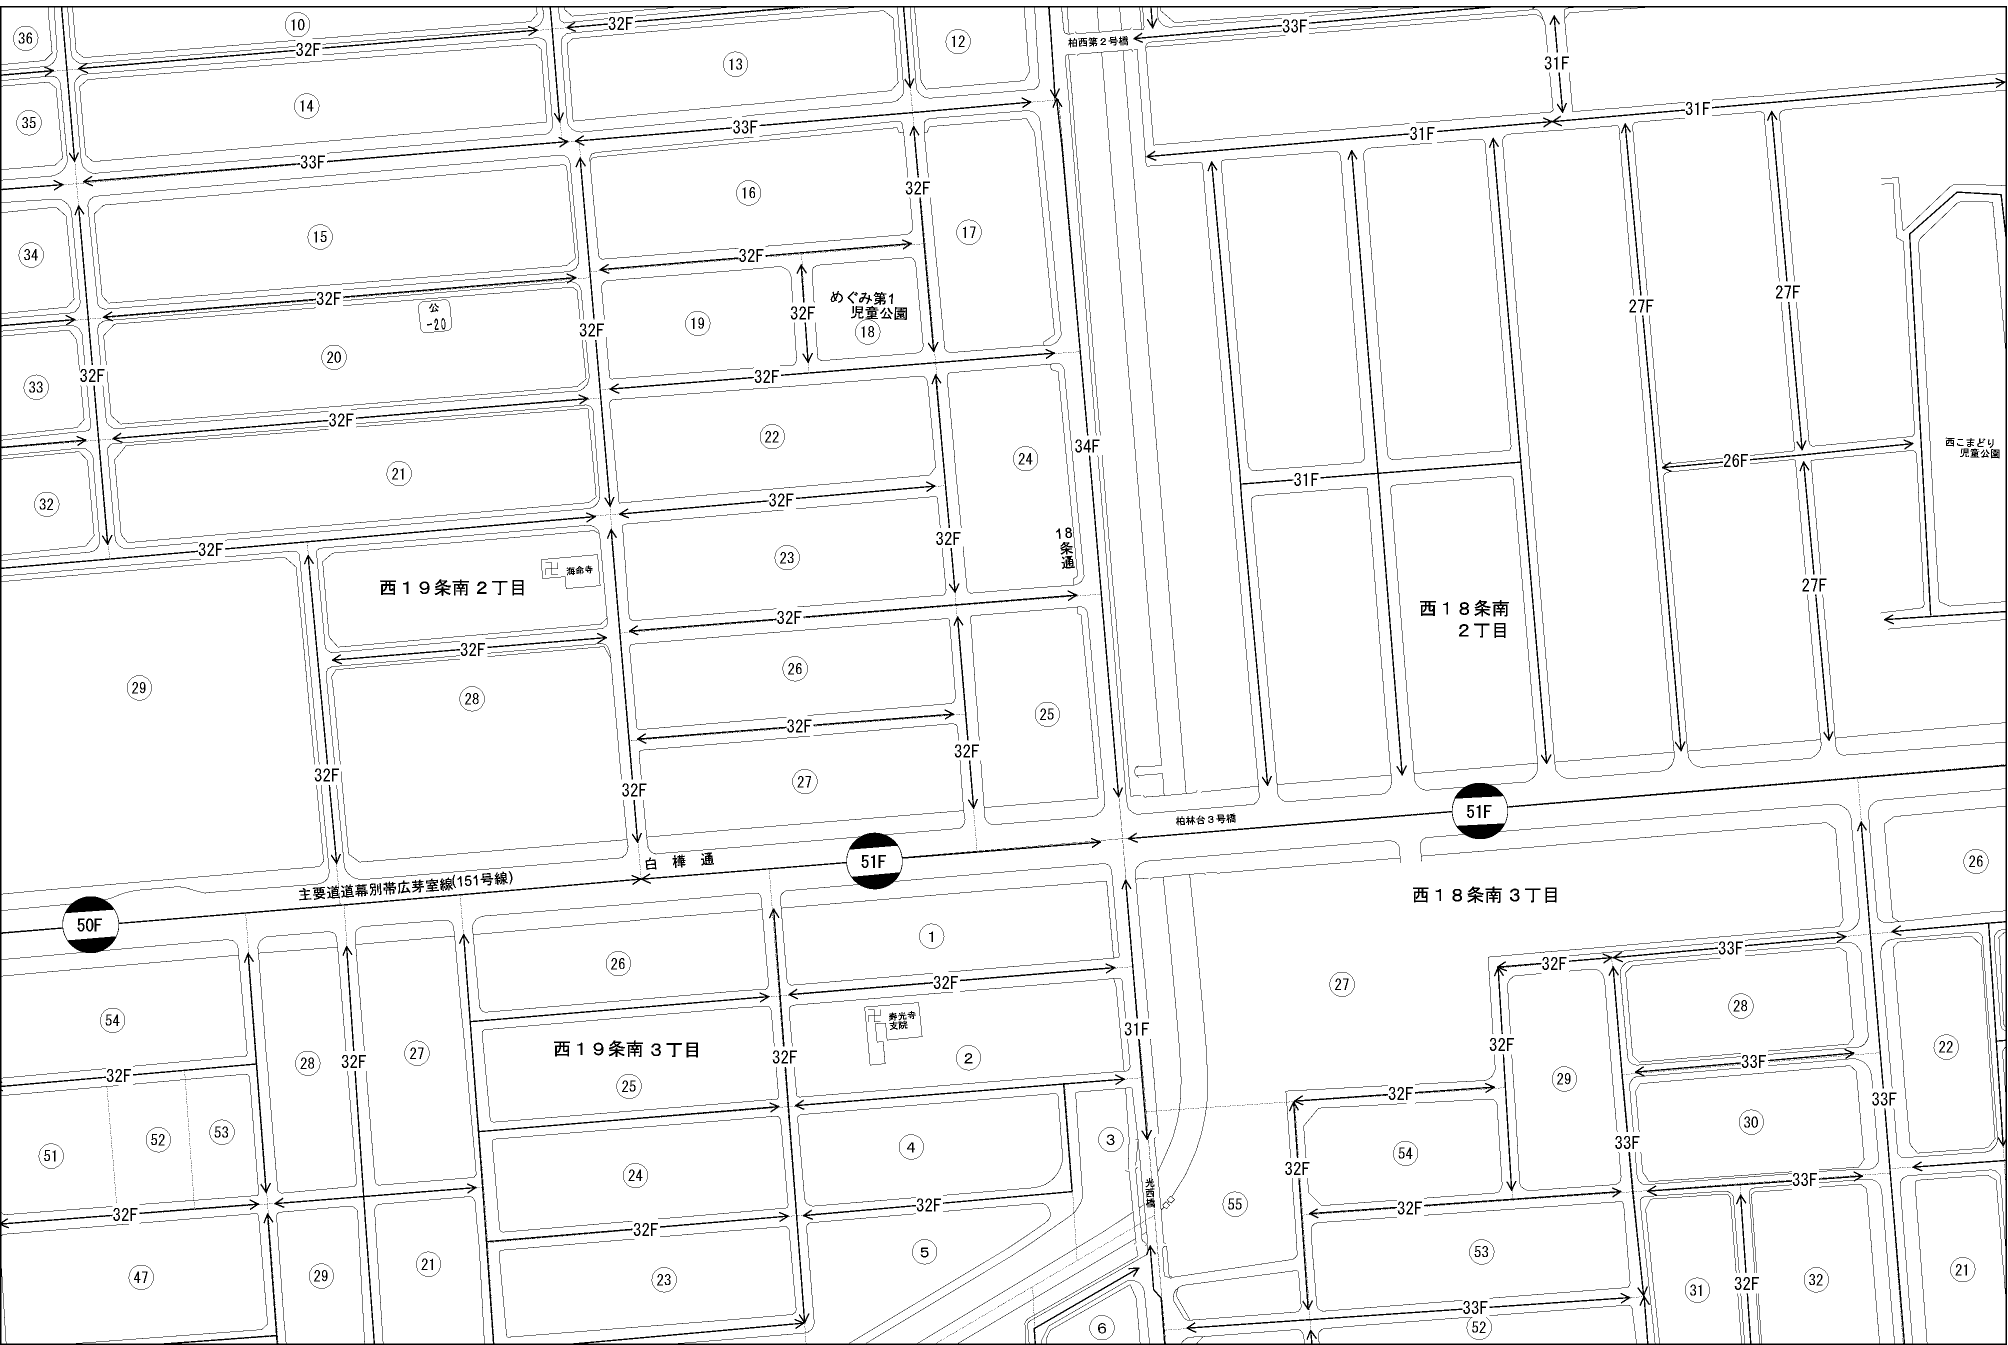 36
10
32F
32F
12
33F
柏西第２号橋
13
31F
14
35
33F
31F
31F
33F
16
32F
17
15
34
32F
27F
めぐみ第1
児童公園
18
32F
公
-20
32F
19
32F
27F
20
32F
33
32F
32F
22
34F
24
西こまどり
児童公園
26F
31F
21
32
32F
32F
32F
18条通
23
海命寺
西１９条南２丁目
27F
西１８条南
２丁目
32F
32F
26
29
28
25
32F
32F
32F
32F
27
51F
柏林台３号橋
白樺通
51F
26
主要道道幕別帯広芽室線(151号線)
西１８条南３丁目
50F
1
26
33F
32F
32F
27
28
54
寿光寺
支院
31F
西１９条南３丁目
32F
2
32F
22
28
27
32F
33F
32F
29
25
32F
33F
30
53
52
51
3
4
54
33F
32F
24
光西橋
33F
32F
55
32F
32F
32F
5
53
47
29
21
23
31
32F
32
21
33F
6
52